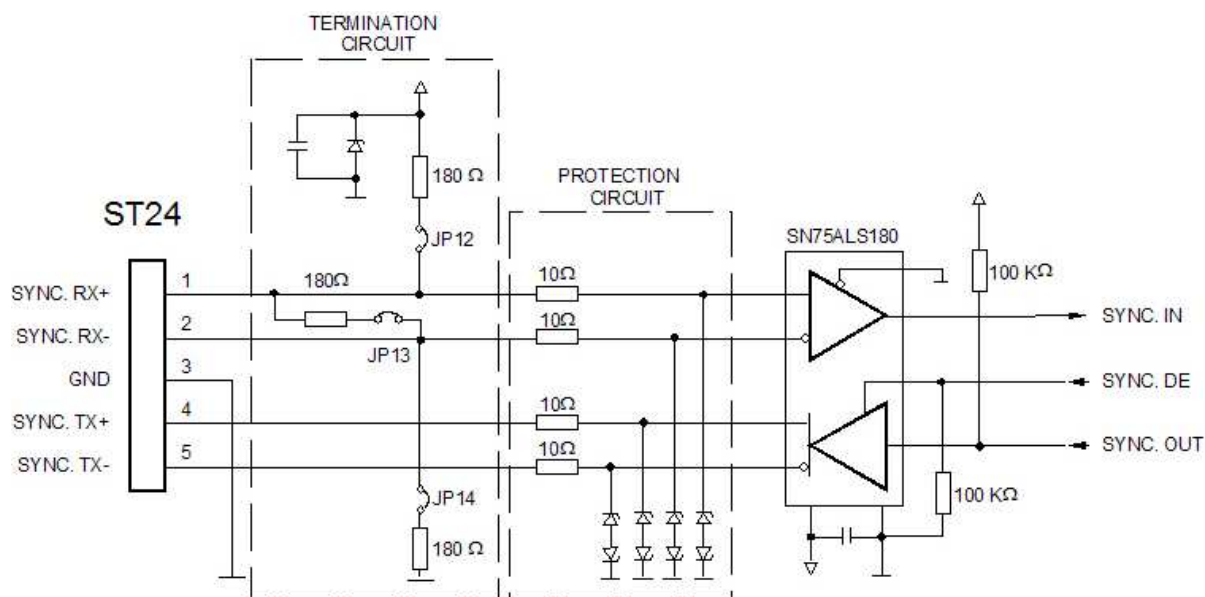 TERMINATION
CIRCUIT
180 Ω
PROTECTION
CIRCUIT
ST24
JP12
SN75ALS180
100 KΩ
SYNC. RX+
1
180Ω
10Ω
SYNC. IN
SYNC. RX-
2
10Ω
JP13
GND
3
SYNC. DE
SYNC. TX+
4
10Ω
SYNC. TX-
5
10Ω
SYNC. OUT
JP14
100 KΩ
180 Ω